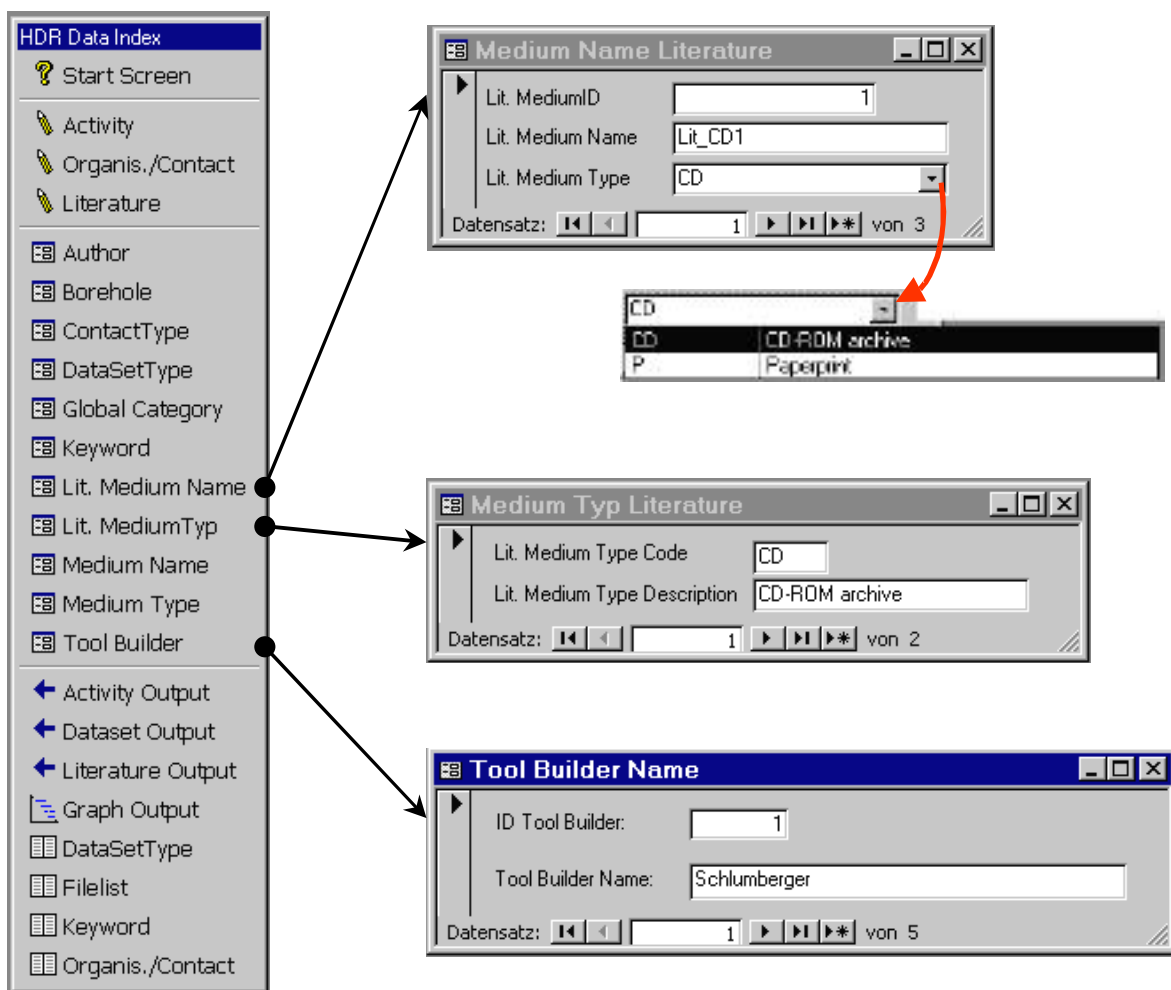 HDR Data Index
Start Screen
Activity
Organis./Contact
Literature
Author
Borehole
ContactType
DataSetType
Global Category
Keyword
Lit. Medium Name
Lit. MediumTyp
Medium Name
Medium Type
Tool Builder
Activity Output
Dataset Output
Literature Output
Graph Output
DataSetType
Filelist
Keyword
Organis./Contact
Medium Name Literature
Lit. MediumID 1
Lit. Medium Name Lit_CD1
Lit. Medium Type CD
Datensatz: 1 von 3
CD
CD CD-ROM archive
P Paperprint
Medium Typ Literature
Lit. Medium Type Code CD
Lit. Medium Type Description CD-ROM archive
Datensatz: 1 von 2
Tool Builder Name
ID Tool Builder: 1
Tool Builder Name: Schlumberger
Datensatz: 1 von 5